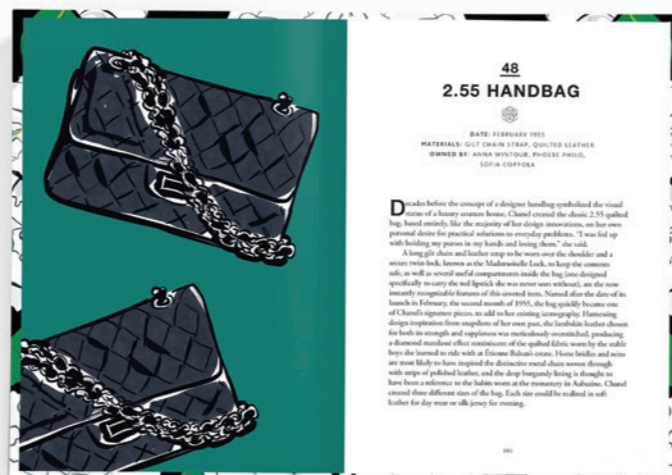 48
2.55 HANDBAG
DATE: FEBRUARY 1955
MATERIALS: GILT CHAIN STRAP, QUILTED LEATHER
OWNED BY: ANNA WINTOUR, PHOEBE PHILO,
SOFIA COPPOLA
Decades before the concept of a designer handbag symbolized the visual
status of a luxury couture house, Chanel created the classic 2.55 quilted
bag, based entirely, like the majority of her design innovations, on her own
personal desire for practical solutions to everyday problems. "I was fed up
with holding my purses in my hands and losing them," she said.
A long gilt chain and leather strap to be worn over the shoulder and a
secure twist-lock, known as the Mademoiselle Lock, to keep the contents
safe, as well as several useful compartments inside the bag (one designed
specifically to carry the red lipstick she was never seen without), are the now
instantly recognizable features of this coveted item. Named after the date of its
launch in February, the second month of 1955, the bag quickly became one
of Chanel's signature pieces, to add to her existing iconography. Harnessing
design inspiration from snapshots of her own past, the lambskin leather chosen
for both its strength and suppleness was meticulously overstitched, producing
a diamond matelassé effect reminiscent of the quilted fabric worn by the stable
boys she learned to ride with at Étienne Balsan's estate. Horse bridles and reins
are most likely to have inspired the distinctive metal chain woven through
with strips of polished leather, and the deep burgundy lining is thought to
have been a reference to the habits worn at the monastery in Aubazine. Chanel
created three different sizes of the bag. Each size could be realized in soft
leather for day wear or silk jersey for evening.